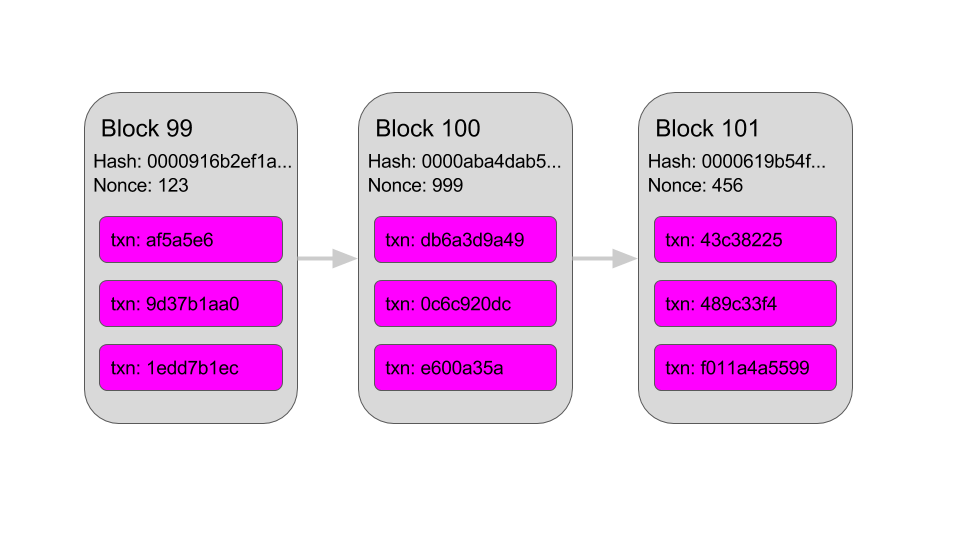 Block 99
Hash: 0000916b2ef1a...
Nonce: 123
txn: af5a5e6
txn: 9d37b1aa0
txn: 1edd7b1ec
Block 100
Hash: 0000aba4dab5...
Nonce: 999
txn: db6a3d9a49
txn: 0c6c920dc
txn: e600a35a
Block 101
Hash: 0000619b54f...
Nonce: 456
txn: 43c38225
txn: 489c33f4
txn: f011a4a5599